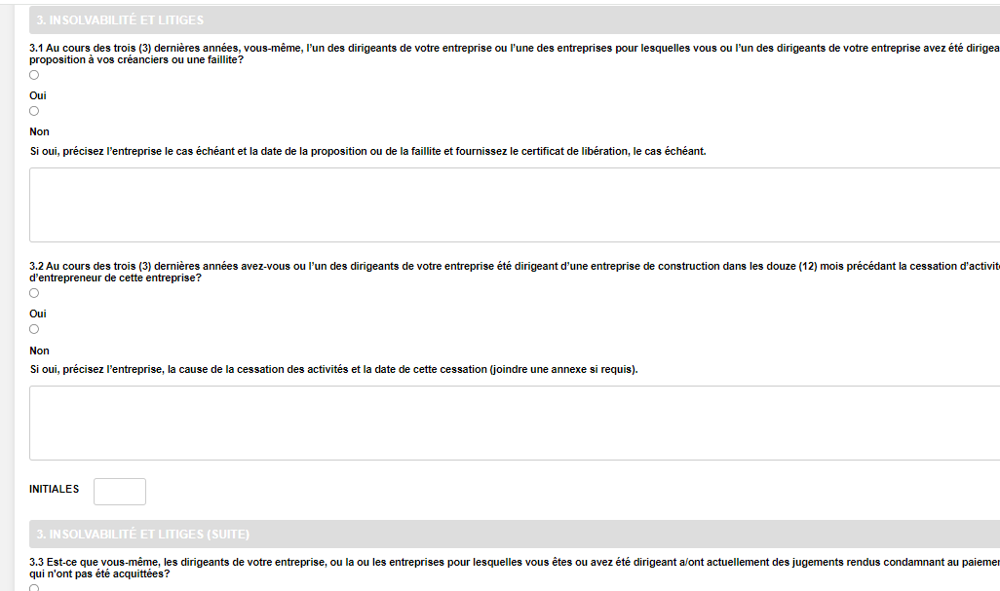 3. INSOLVABILITÉ ET LITIGES
3.1 Au cours des trois (3) dernières années, vous-même, l'un des dirigeants de votre entreprise ou l'une des entreprises pour lesquelles vous ou l'un des dirigeants de votre entreprise avez été dirigea
proposition à vos créanciers ou une faillite?
Oui
Non
Si oui, précisez l'entreprise le cas échéant et la date de la proposition ou de la faillite et fournissez le certificat de libération, le cas échéant.
3.2 Au cours des trois (3) dernières années avez-vous ou l'un des dirigeants de votre entreprise été dirigeant d'une entreprise de construction dans les douze (12) mois précédant la cessation d'activit
d'entrepreneur de cette entreprise?
Oui
Non
Si oui, précisez l'entreprise, la cause de la cessation des activités et la date de cette cessation (joindre une annexe si requis).
INITIALES
3. INSOLVABILITÉ ET LITIGES (SUITE)
3.3 Est-ce que vous-même, les dirigeants de votre entreprise, ou la ou les entreprises pour lesquelles vous êtes ou avez été dirigeant a/ont actuellement des jugements rendus condamnant au paiemen
qui n'ont pas été acquittées?